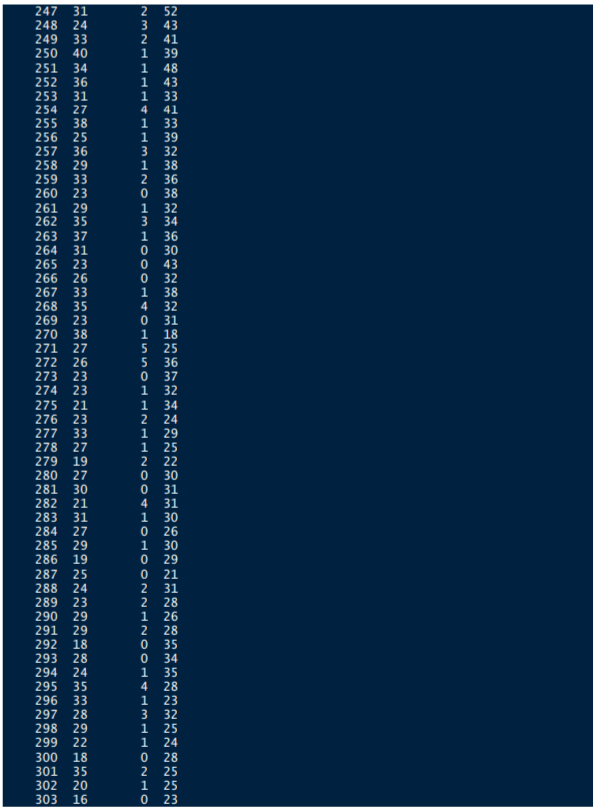 247 31 2 52
248 24 3 43
249 33 2 41
250 40 1 39
251 34 1 48
252 36 1 43
253 31 1 33
254 27 4 41
255 38 1 33
256 25 1 39
257 36 3 32
258 29 1 38
259 33 2 36
260 23 0 38
261 29 1 32
262 35 3 34
263 37 1 36
264 31 0 30
265 23 0 43
266 26 0 32
267 33 1 38
268 35 4 32
269 23 0 31
270 38 1 18
271 27 5 25
272 26 5 36
273 23 0 37
274 23 1 32
275 21 1 34
276 23 2 24
277 33 1 29
278 27 1 25
279 19 2 22
280 27 0 30
281 30 0 31
282 21 4 31
283 31 1 30
284 27 0 26
285 29 1 30
286 19 0 29
287 25 0 21
288 24 2 31
289 23 2 28
290 29 1 26
291 29 2 28
292 18 0 35
293 28 0 34
294 24 1 35
295 35 4 28
296 33 1 23
297 28 3 32
298 29 1 25
299 22 1 24
300 18 0 28
301 35 2 25
302 20 1 25
303 16 0 23